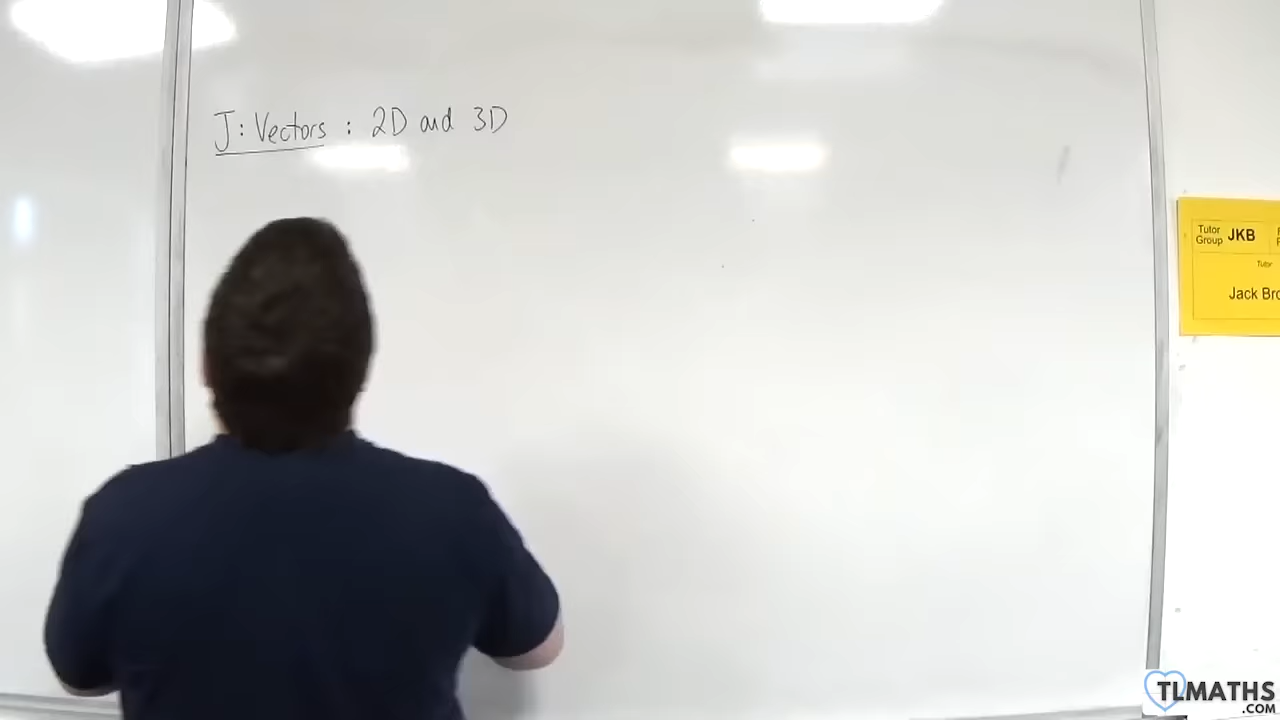 J: Vectors : 2D and 3D
Tutor Group JKB
Tutor
Jack Bro
TLMATHS
.COM